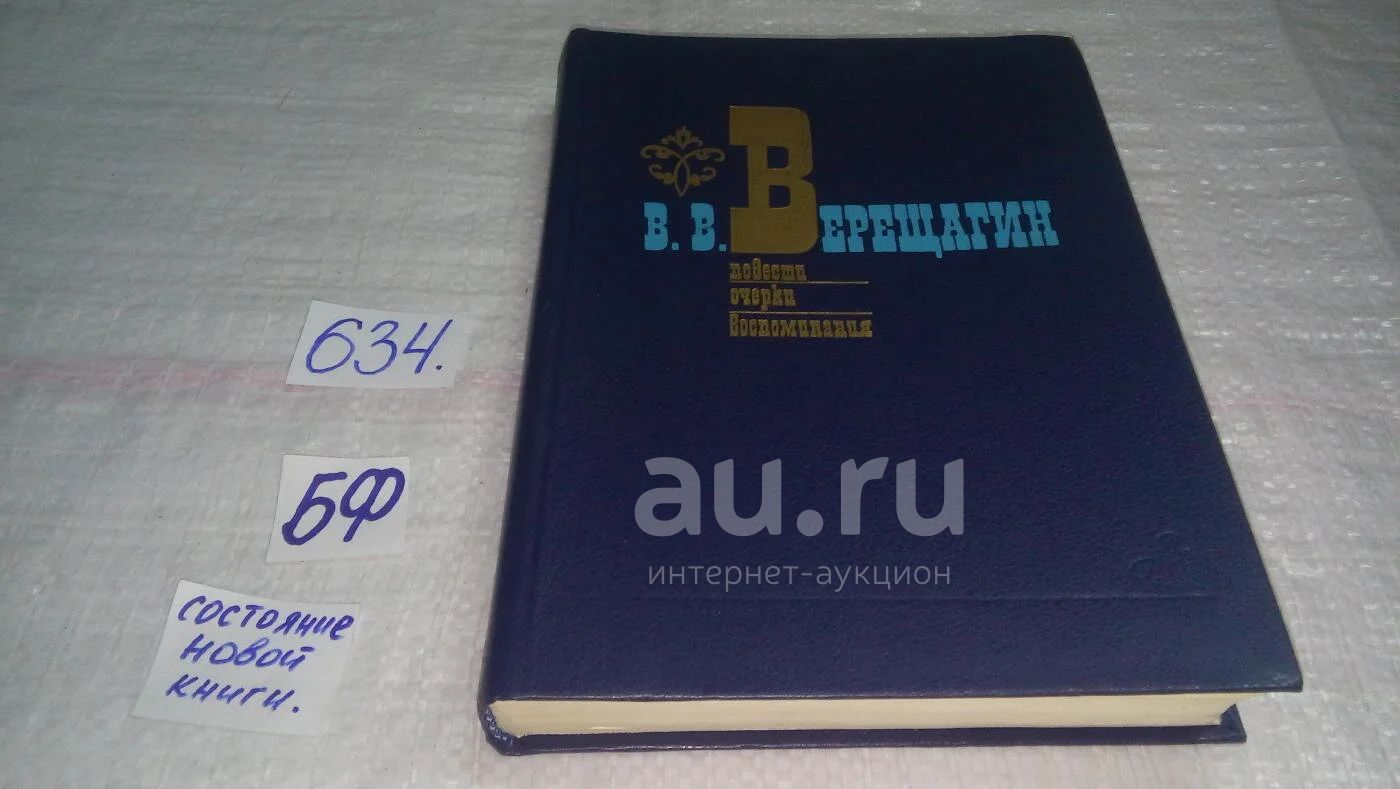 В. В. ВЕРЕЩАГИН
повести
очерки
воспоминания
634.
БФ
состояние
новой
книги.
au.ru
интернет-аукцион